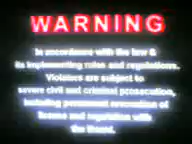 WARNING
In accordance with the law &
its implementing rules and regulations.
Violators are subject to
severe civil and criminal prosecution,
including permanent revocation of
license and registration with
the